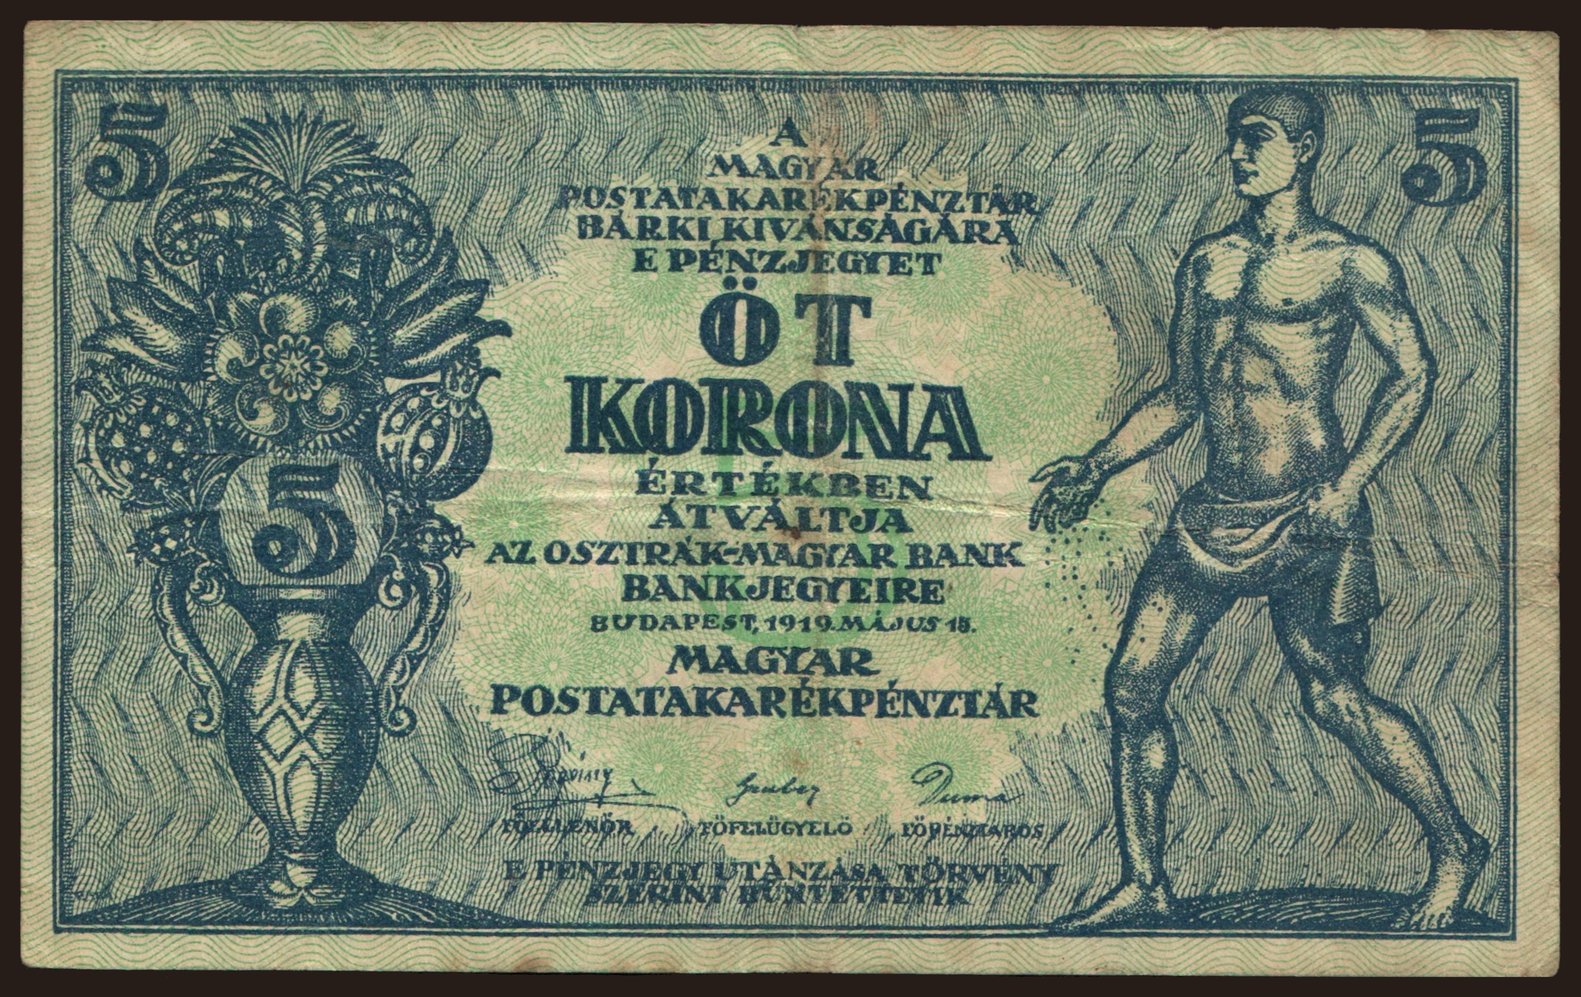 5
5
A
MAGYAR
POSTATAKARÉKPÉNZTÁR
BÁRKI KIVÁNSÁGÁRA
E PÉNZJEGYET
ÖT
KORONA
5
ÉRTÉKBEN
ÁTVÁLTJA
AZ OSZTRÁK-MAGYAR BANK
BANKJEGYEIRE
BUDAPEST, 1919. MÁJUS 15.
MAGYAR
POSTATAKARÉKPÉNZTÁR
FŐELLENŐR FŐFELÜGYELŐ FŐPÉNZTÁROS
E PÉNZJEGY UTÁNZÁSA TÖRVÉNY
SZERINT BÜNTETTETIK